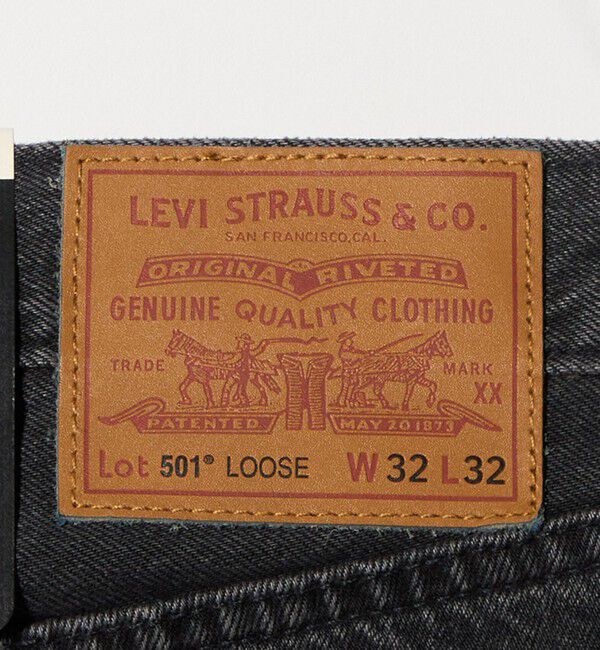 LEVI STRAUSS & CO.
SAN FRANCISCO, CAL.
ORIGINAL RIVETED
GENUINE QUALITY CLOTHING
TRADE MARK
XX
PATENTED MAY 20 1873
Lot 501® LOOSE W 32 L 32